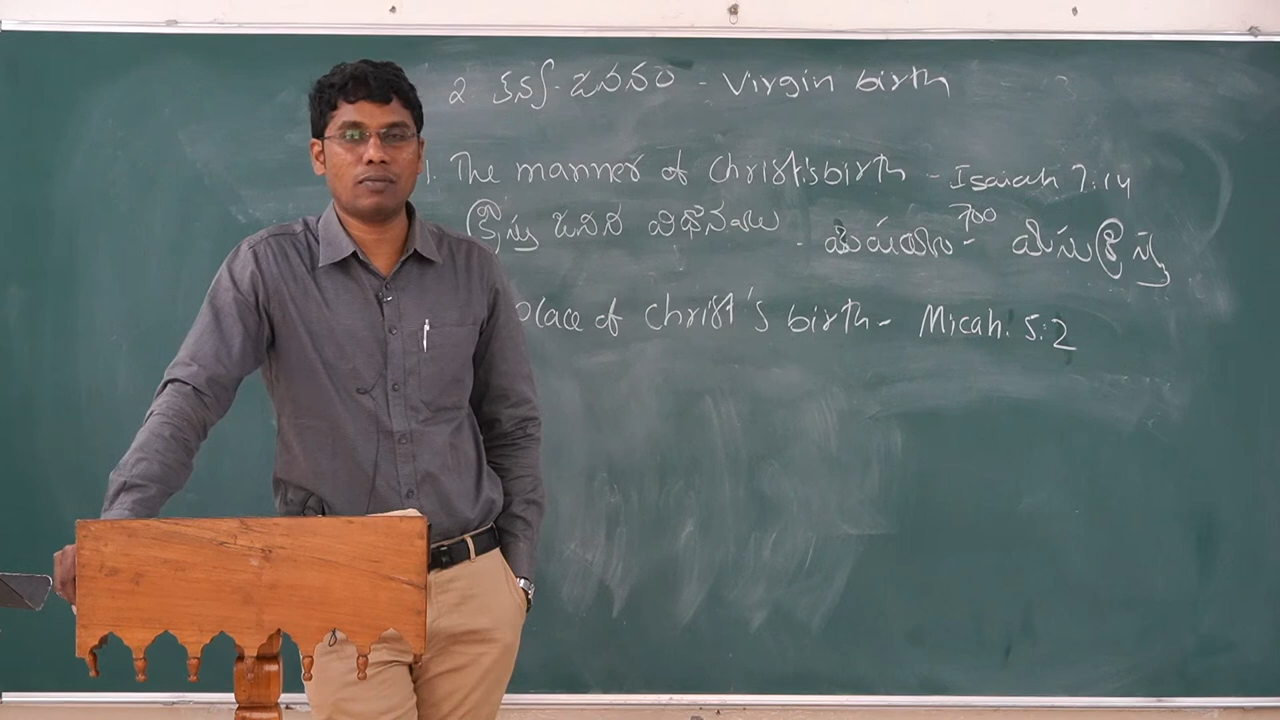 2. కన్య జననం - Virgin birth
1. The manner of Christ's birth - Isaiah 7:14
క్రీస్తు జనన విధానము - 700 యేసుక్రీస్తు
place of Christ's birth - Micah. 5:2